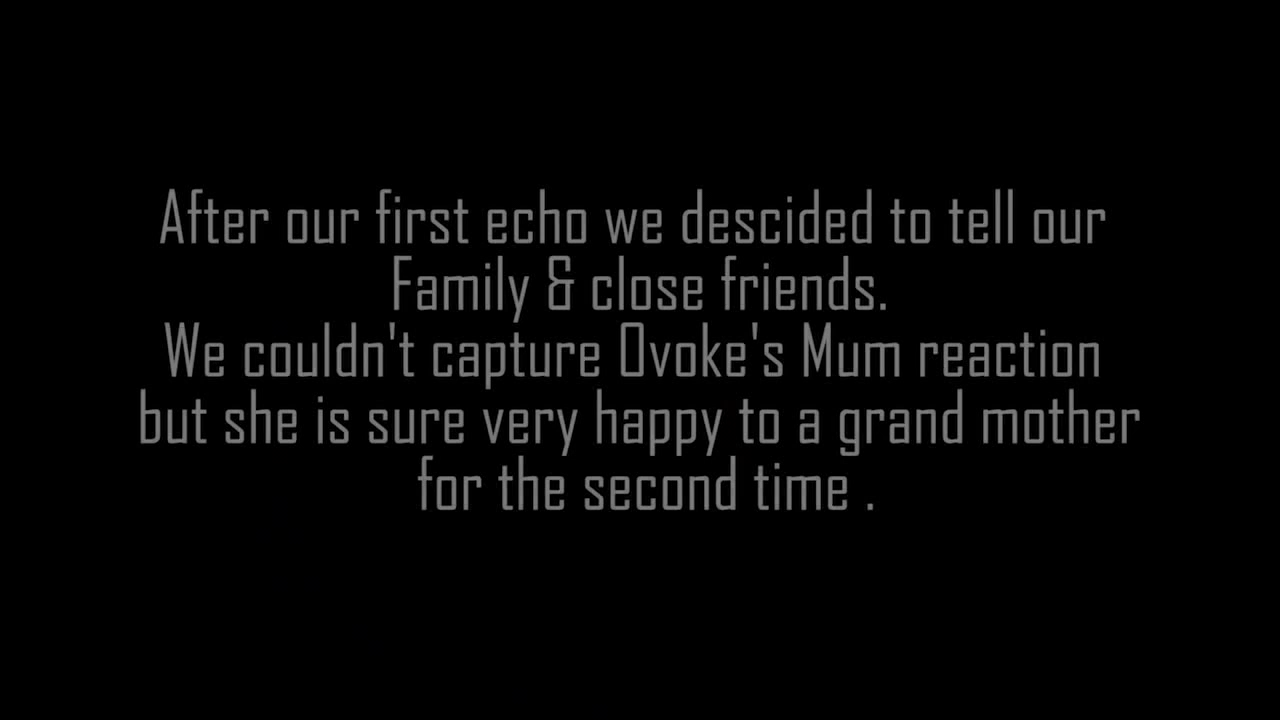 After our first echo we descided to tell our
Family & close friends.
We couldn't capture Ovoke's Mum reaction
but she is sure very happy to a grand mother
for the second time .